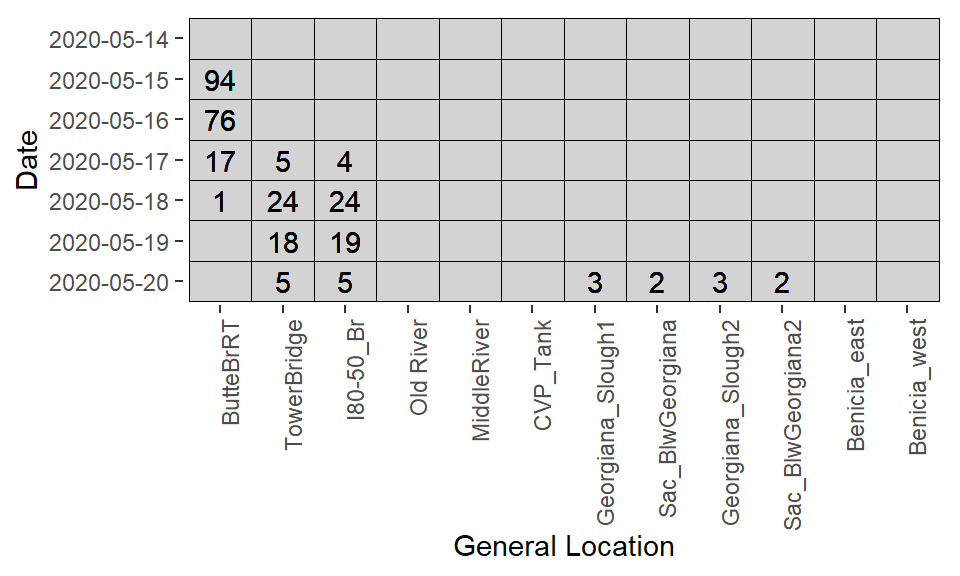 2020-05-14
2020-05-15 94
2020-05-16 76
2020-05-17 17 5 4
2020-05-18 1 24 24
2020-05-19 18 19
2020-05-20 5 5 3 2 3 2
Date
ButteBrRT
TowerBridge
I80-50_Br
Old River
MiddleRiver
CVP_Tank
Georgiana_Slough1
Sac_BlwGeorgiana
Georgiana_Slough2
Sac_BlwGeorgiana2
Benicia_east
Benicia_west
General Location